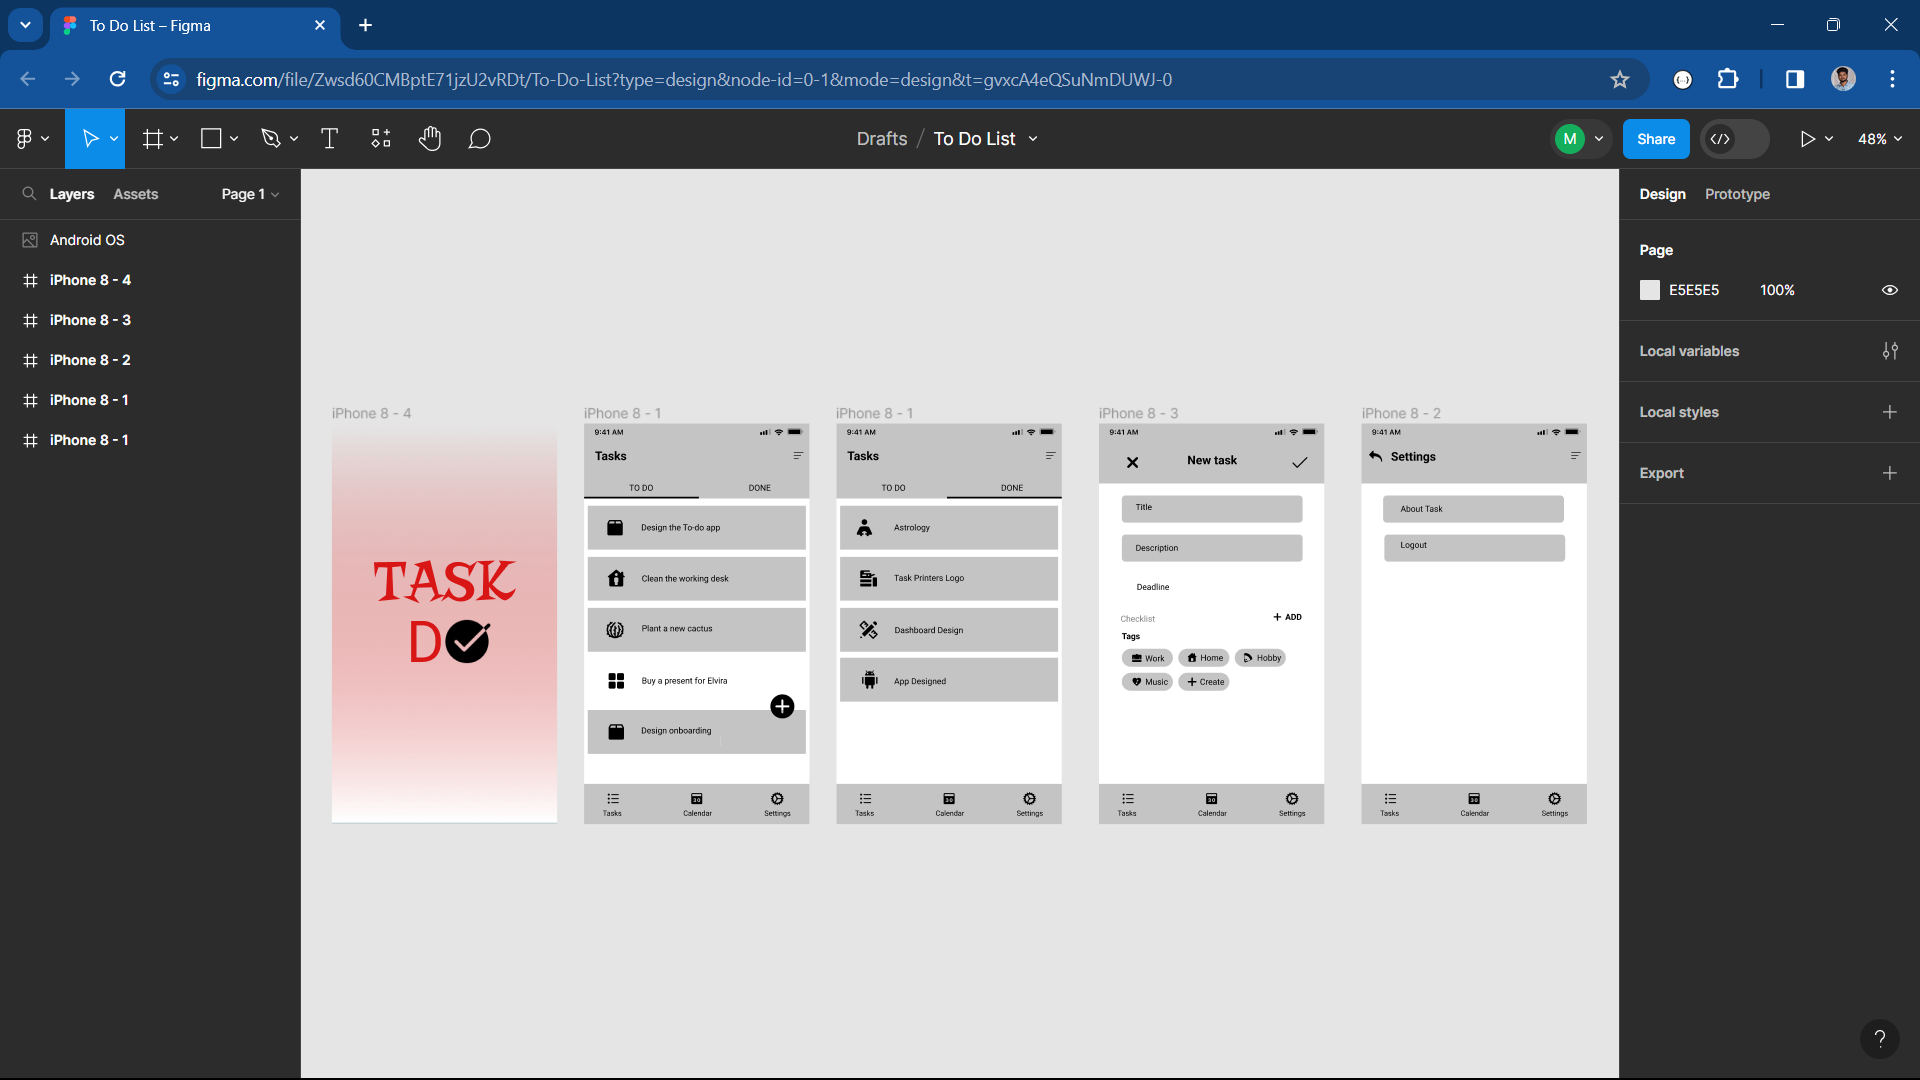 To Do List – Figma
figma.com/file/Zwsd60CMBptE71jzU2vRDt/To-Do-List?type=design&node-id=0-1&mode=design&t=gvxcA4eQSuNmDUWJ-0
Drafts / To Do List
M
Share
48%
Layers
Assets
Page 1
Android OS
iPhone 8 - 4
iPhone 8 - 3
iPhone 8 - 2
iPhone 8 - 1
iPhone 8 - 1
iPhone 8 - 4
TASK
DO
iPhone 8 - 1
9:41 AM
Tasks
TO DO
DONE
Design the To-do app
Clean the working desk
Plant a new cactus
Buy a present for Elvira
Design onboarding
30
Tasks
Calendar
Settings
iPhone 8 - 1
9:41 AM
Tasks
TO DO
DONE
Astrology
Task Printers Logo
Dashboard Design
App Designed
30
Tasks
Calendar
Settings
iPhone 8 - 3
9:41 AM
New task
Title
Description
Deadline
Checklist
+ ADD
Tags
Work
Home
Hobby
Music
+ Create
30
Tasks
Calendar
Settings
iPhone 8 - 2
9:41 AM
Settings
About Task
Logout
30
Tasks
Calendar
Settings
Design
Prototype
Page
E5E5E5
100%
Local variables
Local styles
Export
?